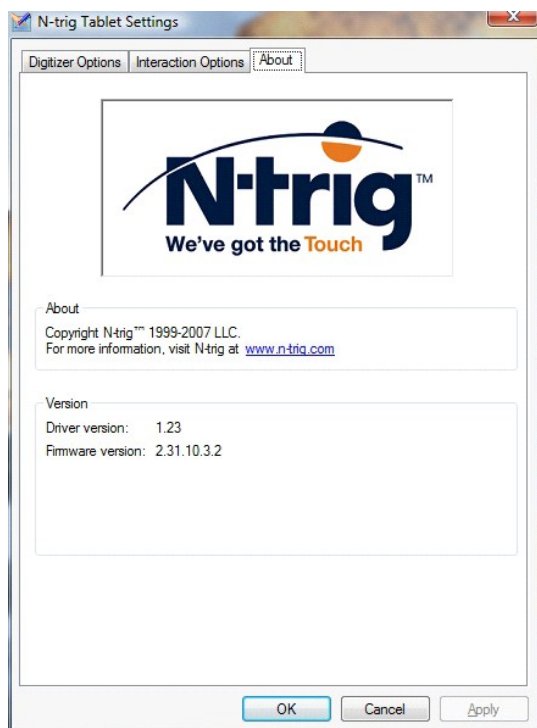 N-trig Tablet Settings
X
Digitizer Options
Interaction Options
About
N-trig™
We've got the Touch
About
Copyright N-trig™ 1999-2007 LLC.
For more information, visit N-trig at www.n-trig.com
Version
Driver version: 1.23
Firmware version: 2.31.10.3.2
OK
Cancel
Apply